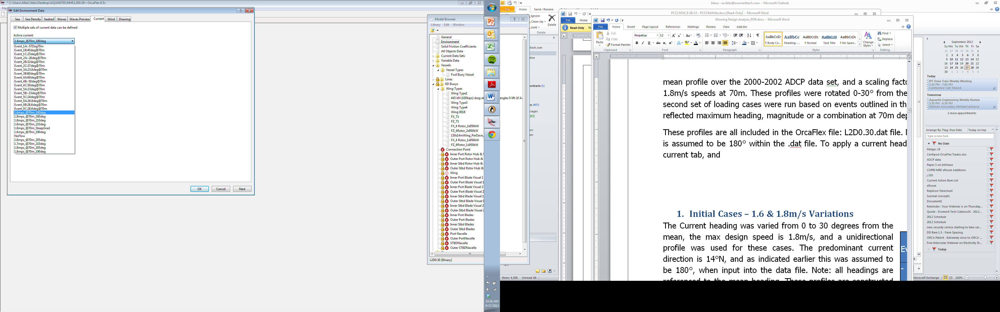 * C:\Users\AllieCribbs\Desktop\AQUANTIS\MHI\L2D0.30—OrcaFlex 9.5c
File
Edit Environment Data
Sea
Sea Density
Seabed
Waves
Waves Preview
Current
Wind
Drawing
Multiple sets of current data can be defined
Active current:
1.6mps_@70m_180deg
Event_1A:-57Deg70m
Event_1B:40deg@70m
Event_1C:25deg@70m
Event_2A:-26deg@70m
Event_2B:32deg@70m
Event_2C:27deg@70m
Event_3A:23.8deg@70m
Event_3B:80deg@70m
Event_4A:60deg@70m
Event_4B:-50deg@70m
Event_4C:50deg@70m
Event_5A:23deg@70m
Event_5B:-23deg@70m
Event_5C:24deg@70m
Event_0A:26.8deg@70m
Event_0B:28.6deg@70m
Event_0C:28.6deg@70m
1.6mps_@70m_180deg
1.8mps_@70m_180deg
1.8mps_@70m_210deg
1.6mps_@70m_210deg
1.8mps_@70m_SteepGrad
1.6mps_@70m_190deg
NoFlow
1.6mps_@70m_205deg
1.7mps_@70m_210deg
1.8mps_@70m_205deg
1.8mps_@70m_190deg
OK
Cancel
Next
Model Browser
Library Edit Window
General
Environment
Solid Friction Coefficients
All Objects Data
Current Data Sets
Variable Data
Vessels
Vessel Types
Fwd Buoy Vessel
Lines
6D Buoys
Wing Types
Wing Type1
445 kN (100kips) drag at
angles 0 lift (if A=
Wing Type3
Wing Type4
Wing 0018
FX_T1
FZ_T1
FX_4 Rotor_2x950kW
FZ_4Rotor_2x950kW
150x14mWing_PerDave_
FX_4 Rotor_1x950kW
FZ_4Rotor_1x950kW
Connection Point
Inner Port Rotor Hub & S
Outer Port Rotor Hub &
Inner Stbd Rotor Hub &
Outer Stbd Rotor Hub &
Wing
Inner Port Blade Visual 1
Outer Port Blade Visual 1
Inner Port Blade Visual 2
Outer Port Blade Visual 2
Inner Stbd Blade Visual 1
Outer Stbd Blade Visual 1
Inner Stbd Blade Visual 2
Outer Stbd Blade Visual 2
Inner Port Blades
Outer Port Blades
Inner Stbd Blades
Outer Stbd Blades
Port Nacelle
Outer PortNacelle
STBDNacelle
Outer STBDNacelle
L2D0.30 [Binary]
10:16 AM
9/27/2012
Inbox - acribbs@ecomerittech.com - Microsoft Outlook
File
Home
Send / Receive
Ignore
Clean Up
Junk
Delete
Delete
ttech.com
ative
ontracts (1)
ns (497)
ssages
[62]
ers
ges
Items: 4,508 Unread: 68
PCCI SOW_9-26-12 - PCCI ReWrite.docx [Read-Only] - Microsoft Word
File
Home
Read-Only
Th
Mooring Design Analysis_PDR.docx - Microsoft Word
File
Home
Insert
Page Layout
References
Mailings
Review
View
Add-Ins
Paste
Cut
Copy
Format Painter
Clipboard
Perpetua
12
Font
Paragraph
¶ Body Co...
Heading-...
¶ Normal
Task Title
¶ No Spaci...
Change Styles
Styles
Find
Replace
Select
Editing
mean profile over the 2000-2002 ADCP data set, and a scaling facto
1.8m/s speeds at 70m. These profiles were rotated 0-30° from the
second set of loading cases were run based on events outlined in th
reflected maximum heading, magnitude or a combination at 70m dep
These profiles are all included in the OrcaFlex file: L2D0.30.dat file. N
is assumed to be 180° within the .dat file. To apply a current head
current tab, and
1. Initial Cases – 1.6 & 1.8m/s Variations
The Current heading was varied from 0 to 30 degrees from the
mean, the max design speed is 1.8m/s, and a unidirectional
profile was used for these cases. The predominant current
direction is 14°N, and as indicated earlier this was assumed to
be 180°, when input into the data file. Note: all headings are
referenced to the mean heading. These profiles are constructed
Ev
September 2012
Su Mo Tu We Th Fr Sa
26 27 28 29 30 31 1
2 3 4 5 6 7 8
9 10 11 12 13 14 15
16 17 18 19 20 21 22
23 24 25 26 27 28 29
30 1 2 3 4 5 6
Today
IPT Drive Train Weekly Meeting
5:30 PM - 7:00 PM
Conference Call; Shared
Tomorrow
Aquantis Engineering Weekly Review
5:30 PM - 6:30 PM
Dehlsen Associates; Michael LaGrassa
2 more appointments
Arrange By: Flag: Due Date
Today on top
Type a new task
No Date
Melges 24
Centipod OrcaFlex Trades.xlsx
ADCP data
Paper 3 on IntWave
COPRI MRE eRoom Additions
j 105
Current Action Item List
eRoom
Replicon Timesheet
Survival concepts
Document1
Reminder : Your Webinar is on Thursday...
Quote - Ecomerit Tech-Cablesx24 - 2012...
2012 Schedule
2012 Schedule
new security service starting to take car...
DD Item 1.5 - Farm Spacing
ORCA Patent - Extremely close to ORCA ...
Free Intersolar Webinar on Electricity St...
Today
Microsoft Exchange
210%